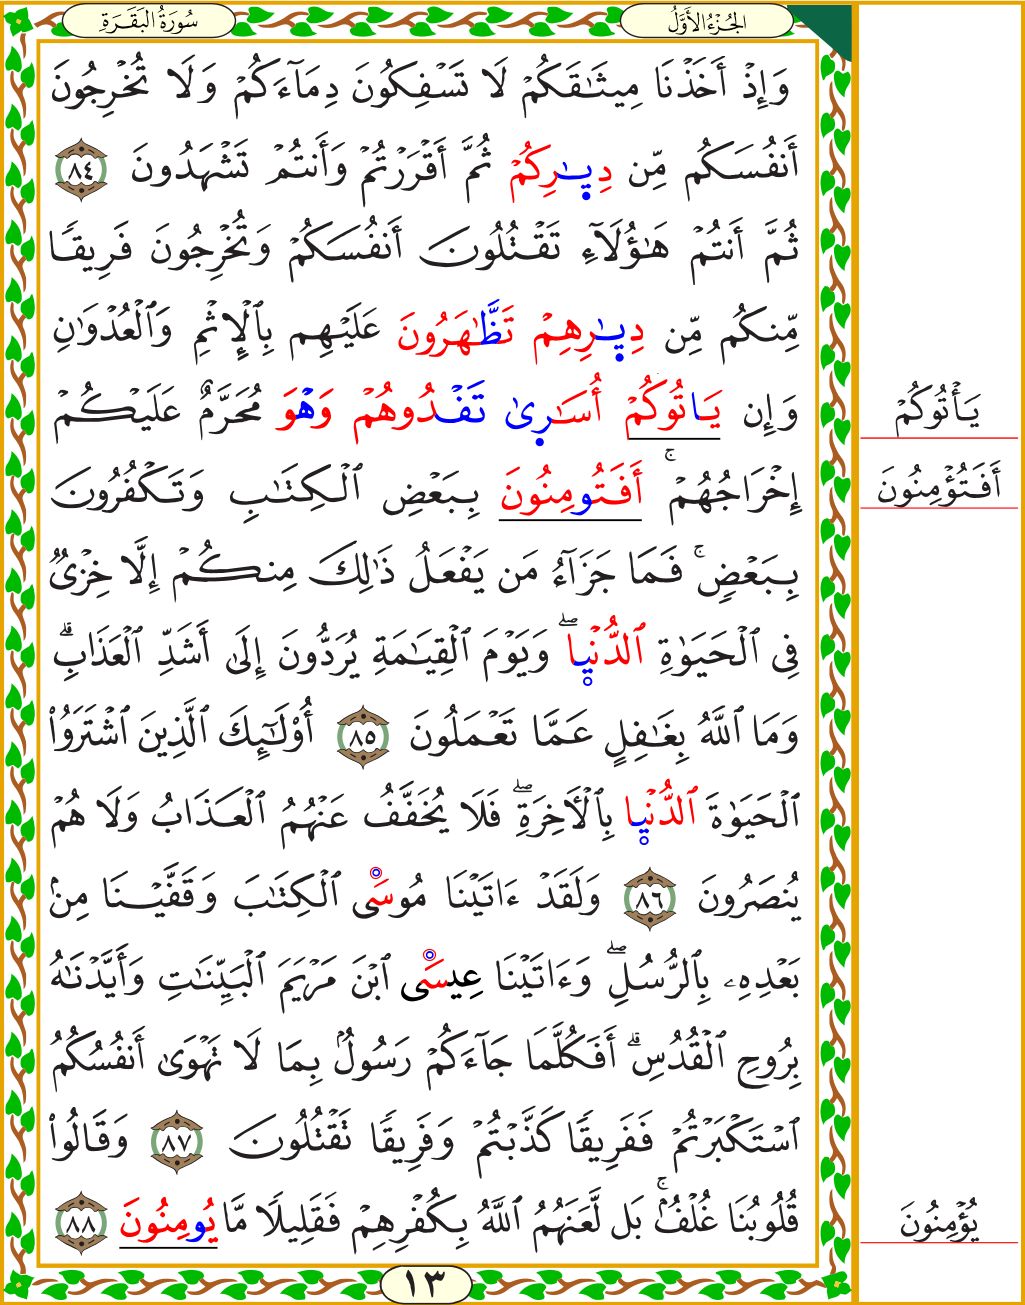 سُورَةُ البَقَرَةِ
الجُزْءُ الأَوَّلُ
وَإِذْ أَخَذْنَا مِيثَٰقَكُمْ لَا تَسْفِكُونَ دِمَآءَكُمْ وَلَا تُخْرِجُونَ
أَنفُسَكُم مِّن دِيَٰرِكُمْ ثُمَّ أَقْرَرْتُمْ وَأَنتُمْ تَشْهَدُونَ ٨٤
ثُمَّ أَنتُمْ هَٰٓؤُلَآءِ تَقْتُلُونَ أَنفُسَكُمْ وَتُخْرِجُونَ فَرِيقًا
مِّنكُم مِّن دِيَٰرِهِمْ تَظَّٰهَرُونَ عَلَيْهِم بِٱلْإِثْمِ وَٱلْعُدْوَٰنِ
وَإِن يَاتُوكُمْ أُسَٰرِىٰ تَفْدُوهُمْ وَهْوَ مُحَرَّمٌ عَلَيْكُمْ
يَأْتُوكُمْ
إِخْرَاجُهُمْ ۚ أَفَتُومِنُونَ بِبَعْضِ ٱلْكِتَٰبِ وَتَكْفُرُونَ
أَفَتُؤْمِنُونَ
بِبَعْضٍ ۚ فَمَا جَزَآءُ مَن يَفْعَلُ ذَٰلِكَ مِنكُمْ إِلَّا خِزْىٌ
فِى ٱلْحَيَوٰةِ ٱلدُّنْيَا ۖ وَيَوْمَ ٱلْقِيَٰمَةِ يُرَدُّونَ إِلَىٰ أَشَدِّ ٱلْعَذَابِ ۗ
وَمَا ٱللَّهُ بِغَٰفِلٍ عَمَّا تَعْمَلُونَ ٨٥ أُو۟لَٰٓئِكَ ٱلَّذِينَ ٱشْتَرَوُا۟
ٱلْحَيَوٰةَ ٱلدُّنْيَا بِٱلْأَخِرَةِ ۖ فَلَا يُخَفَّفُ عَنْهُمُ ٱلْعَذَابُ وَلَا هُمْ
يُنصَرُونَ ٨٦ وَلَقَدْ ءَاتَيْنَا مُوسَى ٱلْكِتَٰبَ وَقَفَّيْنَا مِنۢ
بَعْدِهِۦ بِٱلرُّسُلِ ۖ وَءَاتَيْنَا عِيسَى ٱبْنَ مَرْيَمَ ٱلْبَيِّنَٰتِ وَأَيَّدْنَٰهُ
بِرُوحِ ٱلْقُدُسِ ۗ أَفَكُلَّمَا جَآءَكُمْ رَسُولٌۢ بِمَا لَا تَهْوَىٰ أَنفُسُكُمُ
ٱسْتَكْبَرْتُمْ فَفَرِيقًا كَذَّبْتُمْ وَفَرِيقًا تَقْتُلُونَ ٨٧ وَقَالُوا۟
قُلُوبُنَا غُلْفٌۢ ۚ بَل لَّعَنَهُمُ ٱللَّهُ بِكُفْرِهِمْ فَقَلِيلًا مَّا يُومِنُونَ ٨٨
يُؤْمِنُونَ
١٣